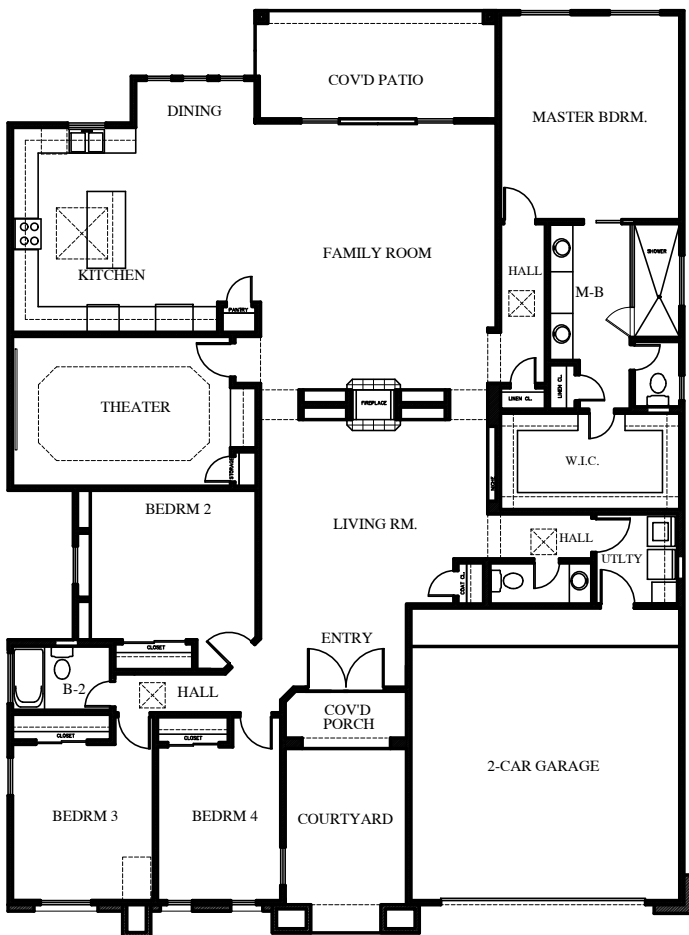 COV'D PATIO
DINING
MASTER BDRM.
FAMILY ROOM
HALL
SHOWER
KITCHEN
M-B
PANTRY
THEATER
FIREPLACE
LINEN CL.
LINEN CL.
STORAGE
W.I.C.
NICHE
BEDRM 2
LIVING RM.
HALL
UTLTY
COAT CL.
ENTRY
CLOSET
B-2
HALL
COV'D
PORCH
CLOSET
CLOSET
2-CAR GARAGE
BEDRM 3
BEDRM 4
COURTYARD